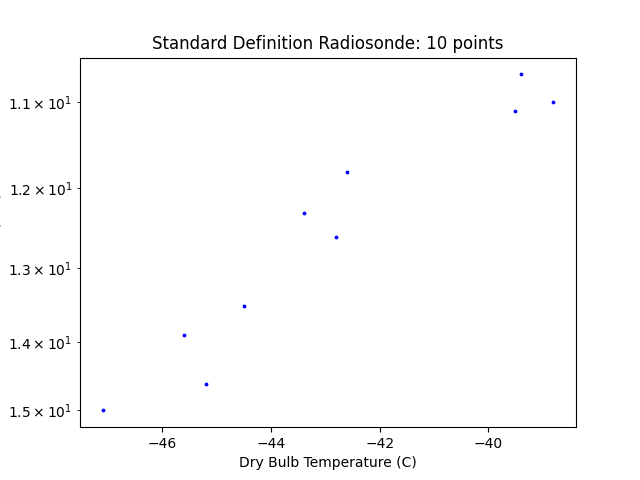 Standard Definition Radiosonde: 10 points
1.1 × 10¹
1.2 × 10¹
1.3 × 10¹
1.4 × 10¹
1.5 × 10¹
−46 −44 −42 −40
Dry Bulb Temperature (C)